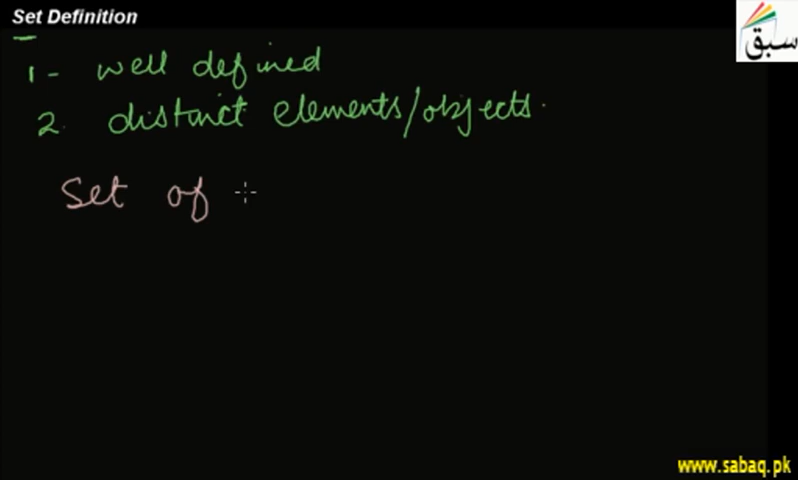 Set Definition
سبق
1- well defined
2. distinct elements/objects.
Set of
www.sabaq.pk